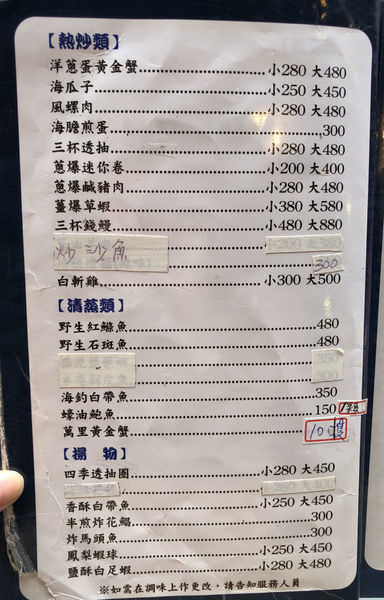 【熱炒類】
洋蔥蛋黃金蟹 小280 大480
海瓜子 小250 大450
風螺肉 小280 大480
海膽煎蛋 300
三杯透抽 小280 大480
蔥爆迷你卷 小200 大400
蔥爆鹹豬肉 小280 大480
薑爆草蝦 小380 大580
三杯錢鰻 小480 大880
炒沙魚 小200 大380
300
白斬雞 小300 大500
【清蒸類】
野生紅鰷魚 480
野生石斑魚 480
350
300
海釣白帶魚 350
蠔油鮑魚 150
萬里黃金蟹
【揚 物】
四季透抽圈 小280 大450
香酥白帶魚 小250 大450
半煎炸花鯧 300
炸馬頭魚 300
鳳梨蝦球 小250 大450
鹽酥白足蝦 小280 大480
※如需在調味上作更改，請告知服務人員